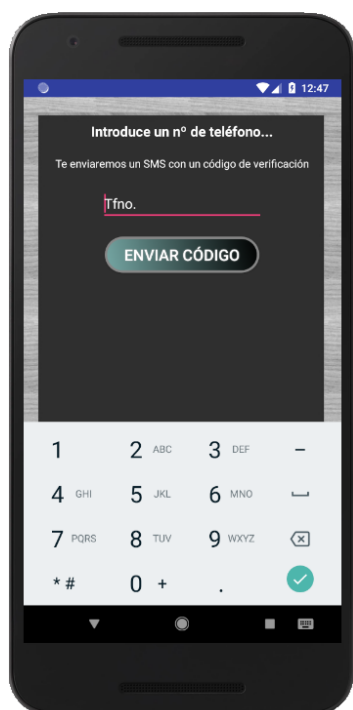 12:47
Introduce un nº de teléfono...
Te enviaremos un SMS con un código de verificación
Tfno.
ENVIAR CÓDIGO
1 2 ABC 3 DEF –
4 GHI 5 JKL 6 MNO
7 PQRS 8 TUV 9 WXYZ
* # 0 + .